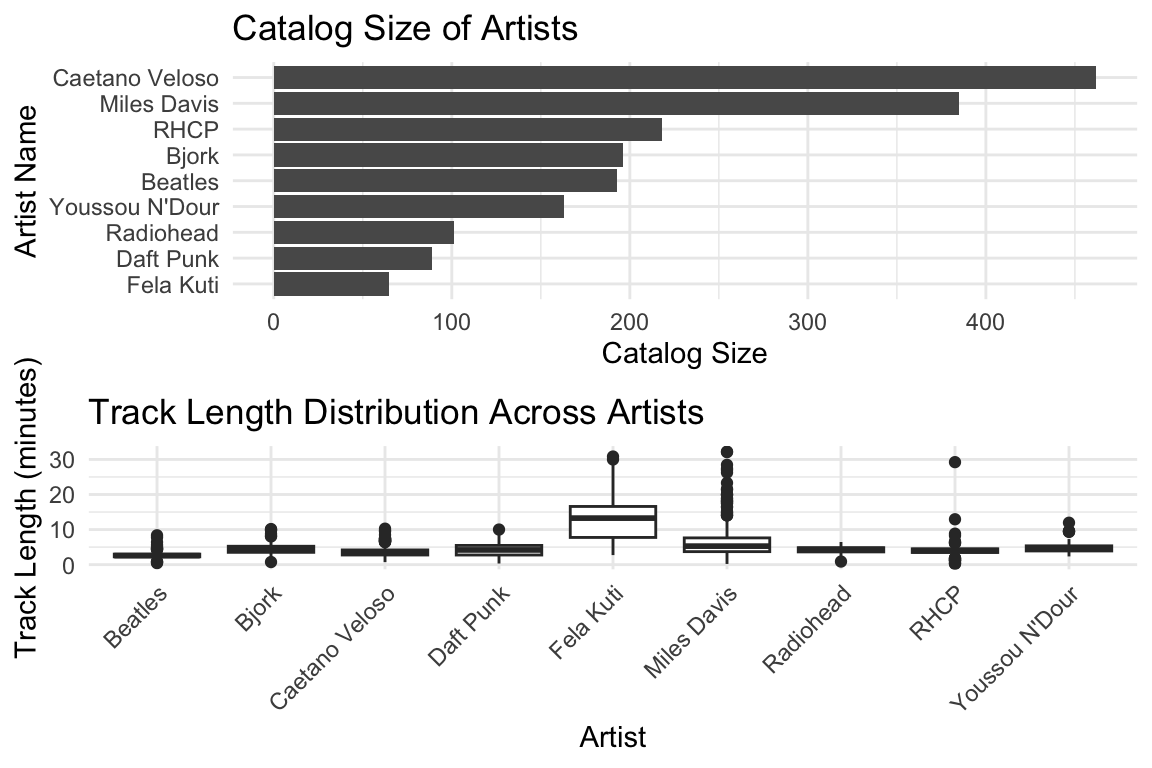 Catalog Size of Artists
Artist Name
Caetano Veloso
Miles Davis
RHCP
Bjork
Beatles
Youssou N'Dour
Radiohead
Daft Punk
Fela Kuti
0 100 200 300 400
Catalog Size
Track Length Distribution Across Artists
Track Length (minutes)
30
20
10
0
Beatles
Bjork
Caetano Veloso
Daft Punk
Fela Kuti
Miles Davis
Radiohead
RHCP
Youssou N'Dour
Artist